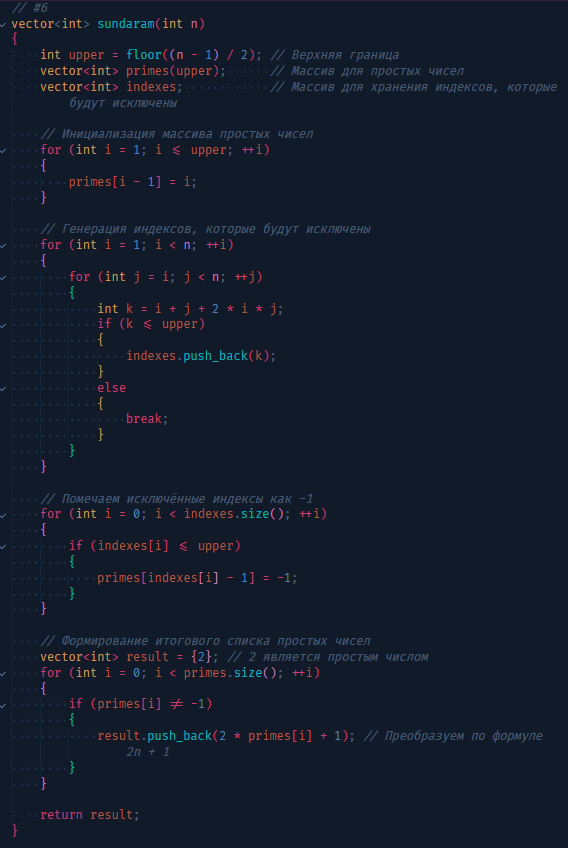 // #6
vector<int> sundaram(int n)
{
    int upper = floor((n - 1) / 2); // Верхняя граница
    vector<int> primes(upper);      // Массив для простых чисел
    vector<int> indexes;            // Массив для хранения индексов, которые
        будут исключены

    // Инициализация массива простых чисел
    for (int i = 1; i <= upper; ++i)
    {
        primes[i - 1] = i;
    }

    // Генерация индексов, которые будут исключены
    for (int i = 1; i < n; ++i)
    {
        for (int j = i; j < n; ++j)
        {
            int k = i + j + 2 * i * j;
            if (k <= upper)
            {
                indexes.push_back(k);
            }
            else
            {
                break;
            }
        }
    }

    // Помечаем исключённые индексы как -1
    for (int i = 0; i < indexes.size(); ++i)
    {
        if (indexes[i] <= upper)
        {
            primes[indexes[i] - 1] = -1;
        }
    }

    // Формирование итогового списка простых чисел
    vector<int> result = {2}; // 2 является простым числом
    for (int i = 0; i < primes.size(); ++i)
    {
        if (primes[i] != -1)
        {
            result.push_back(2 * primes[i] + 1); // Преобразуем по формуле
                2n + 1
        }
    }

    return result;
}